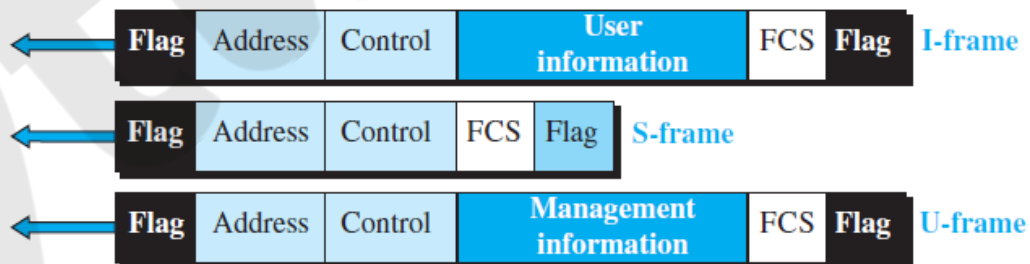 Flag Address Control User information FCS Flag I-frame
Flag Address Control FCS Flag S-frame
Flag Address Control Management information FCS Flag U-frame